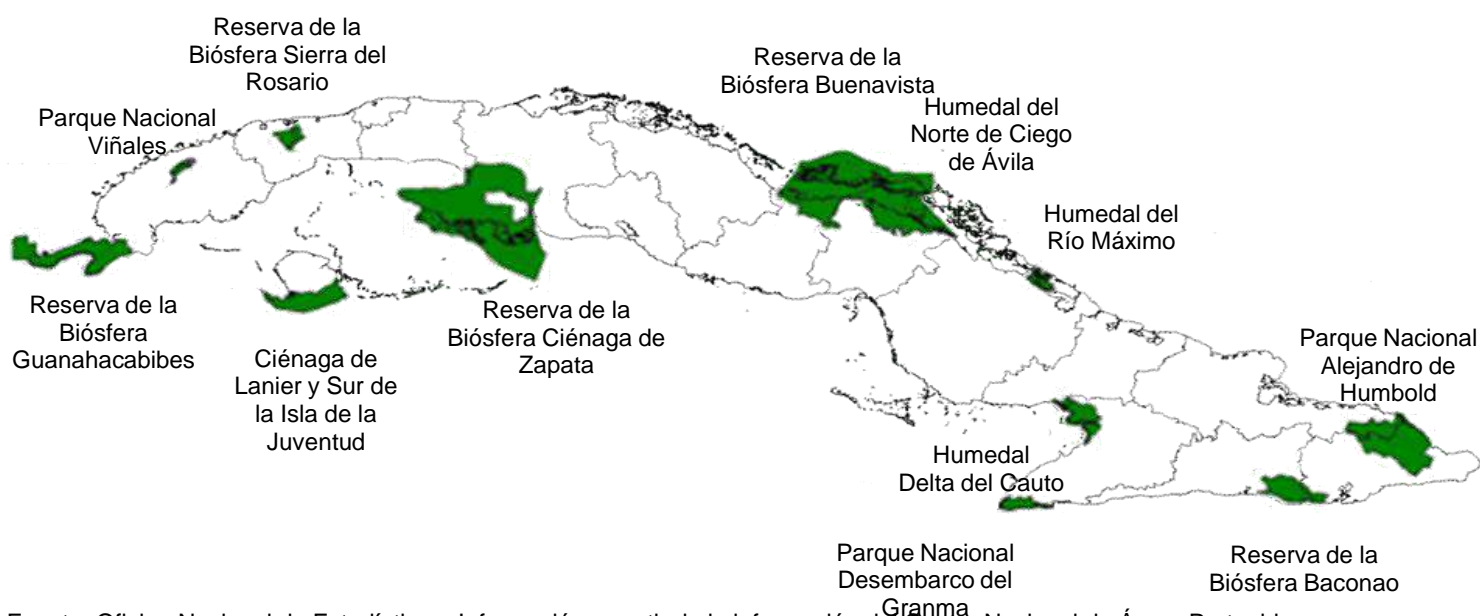 Reserva de la
Biósfera Sierra del
Rosario
Reserva de la
Biósfera Buenavista
Humedal del
Norte de Ciego
de Ávila
Parque Nacional
Viñales
Humedal del
Río Máximo
Reserva de la
Biósfera
Guanahacabibes
Ciénaga de
Lanier y Sur de
la Isla de la
Juventud
Reserva de la
Biósfera Ciénaga de
Zapata
Parque Nacional
Alejandro de
Humbold
Humedal
Delta del Cauto
Parque Nacional
Desembarco del
Granma
Reserva de la
Biósfera Baconao